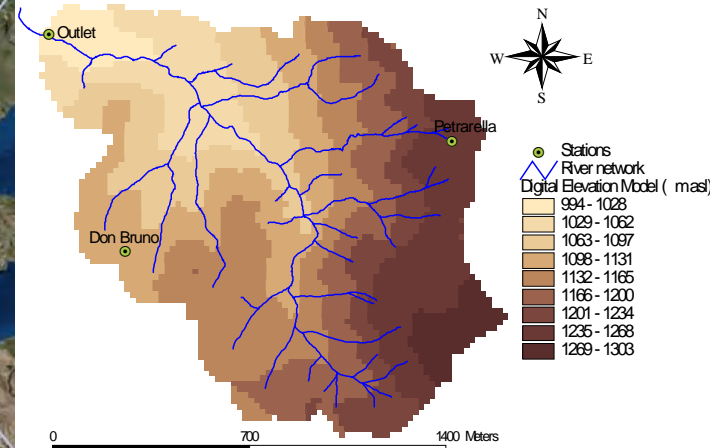 Outlet
N
W E
S
Petrarella
Don Bruno
Stations
River network
Digital Elevation Model ( masl)
994 - 1028
1029 - 1062
1063 - 1097
1098 - 1131
1132 - 1165
1166 - 1200
1201 - 1234
1235 - 1268
1269 - 1303
0 700 1400 Meters